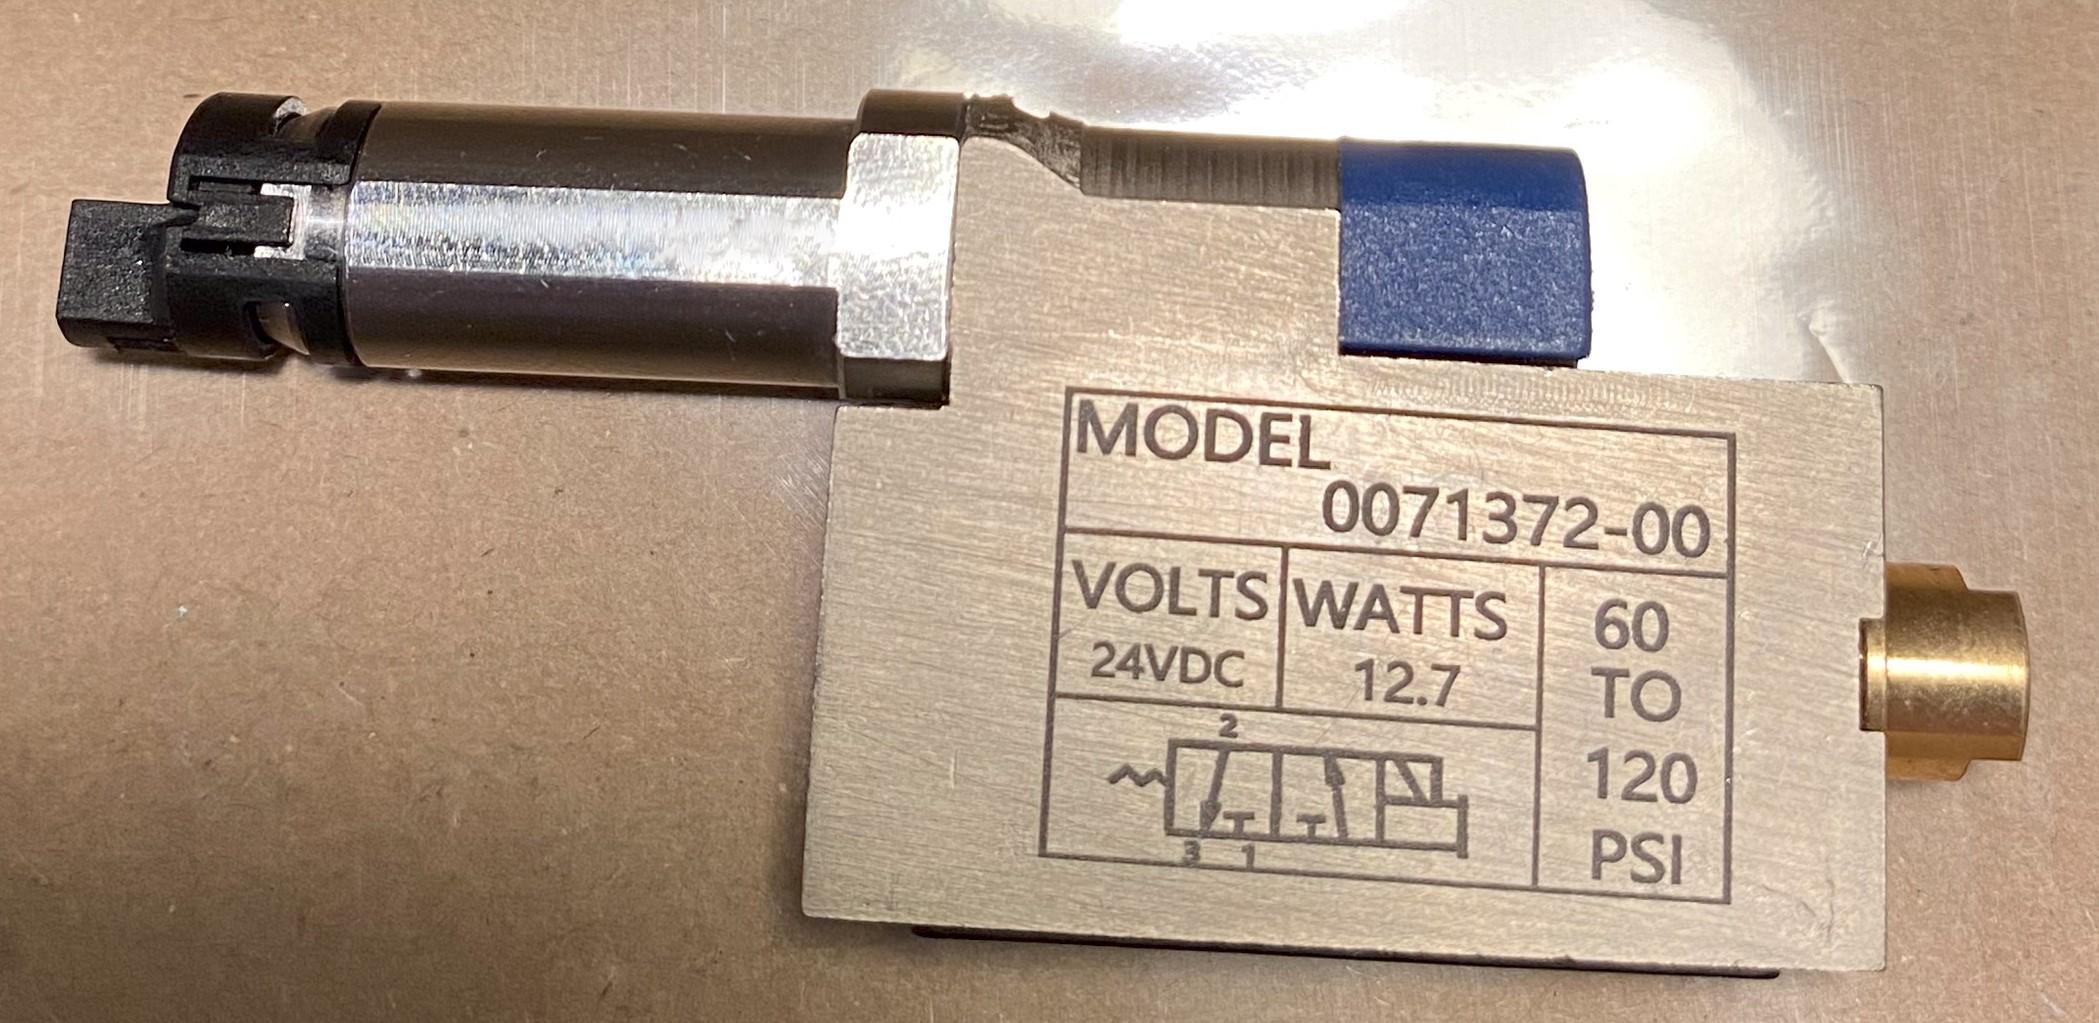 MODEL
0071372-00
VOLTS
24VDC
WATTS
12.7
60
TO
120
PSI
2
3 1